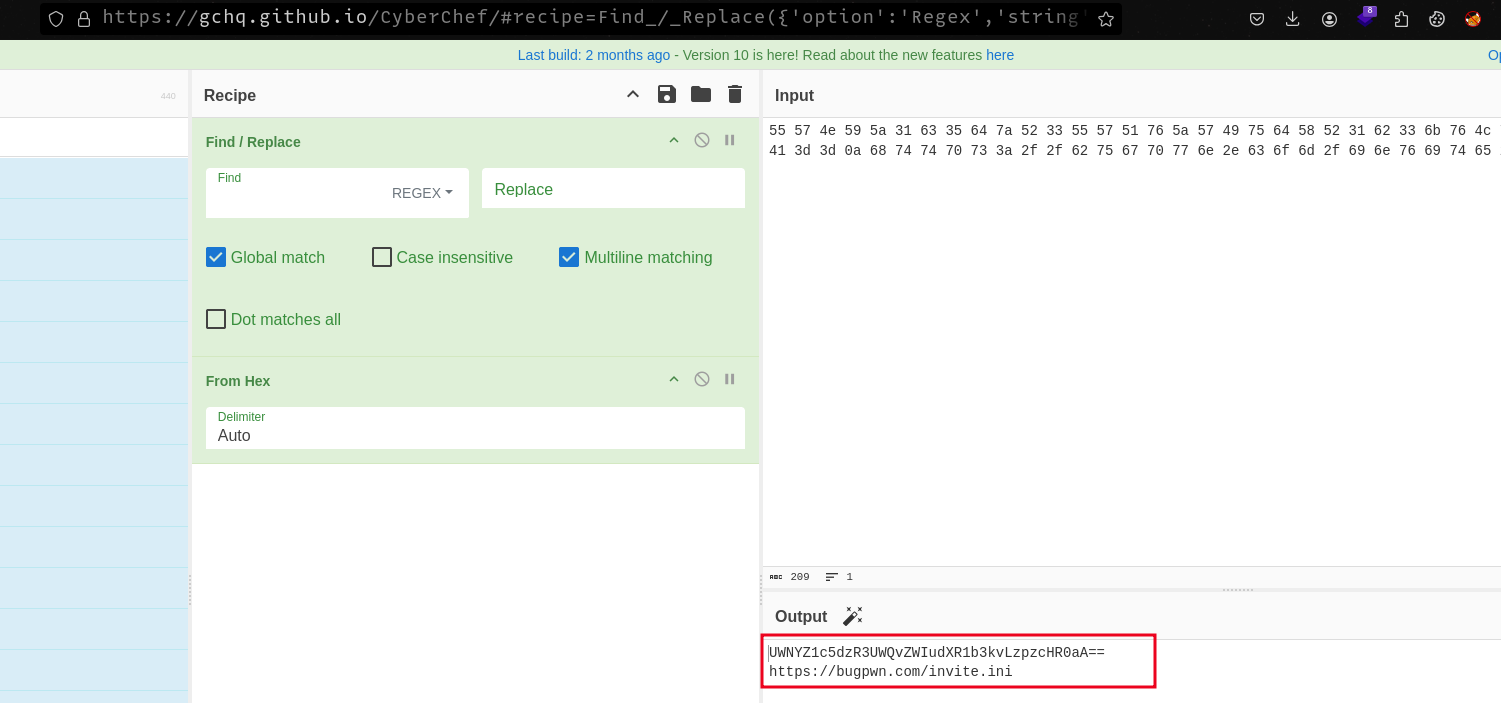 https://gchq.github.io/CyberChef/#recipe=Find_/_Replace({'option':'Regex','string'
8
Last build: 2 months ago - Version 10 is here! Read about the new features here
Op
440
Recipe
Input
Find / Replace
Find
REGEX
Replace
Global match
Case insensitive
Multiline matching
Dot matches all
From Hex
Delimiter
Auto
55 57 4e 59 5a 31 63 35 64 7a 52 33 55 57 51 76 5a 57 49 75 64 58 52 31 62 33 6b 76 4c
41 3d 3d 0a 68 74 74 70 73 3a 2f 2f 62 75 67 70 77 6e 2e 63 6f 6d 2f 69 6e 76 69 74 65
ABC 209
1
Output
UWNYZ1c5dzR3UWQvZWIudXR1b3kvLzpzcHR0aA==
https://bugpwn.com/invite.ini